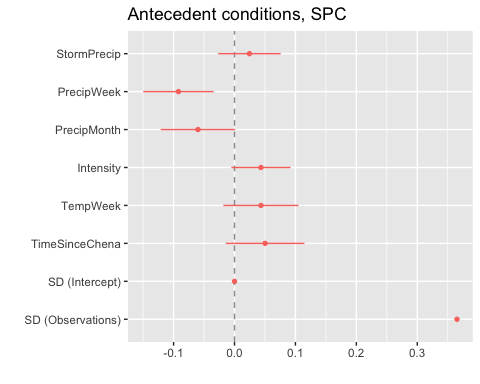 Antecedent conditions, SPC
StormPrecip
PrecipWeek
PrecipMonth
Intensity
TempWeek
TimeSinceChena
SD (Intercept)
SD (Observations)
-0.1 0.0 0.1 0.2 0.3